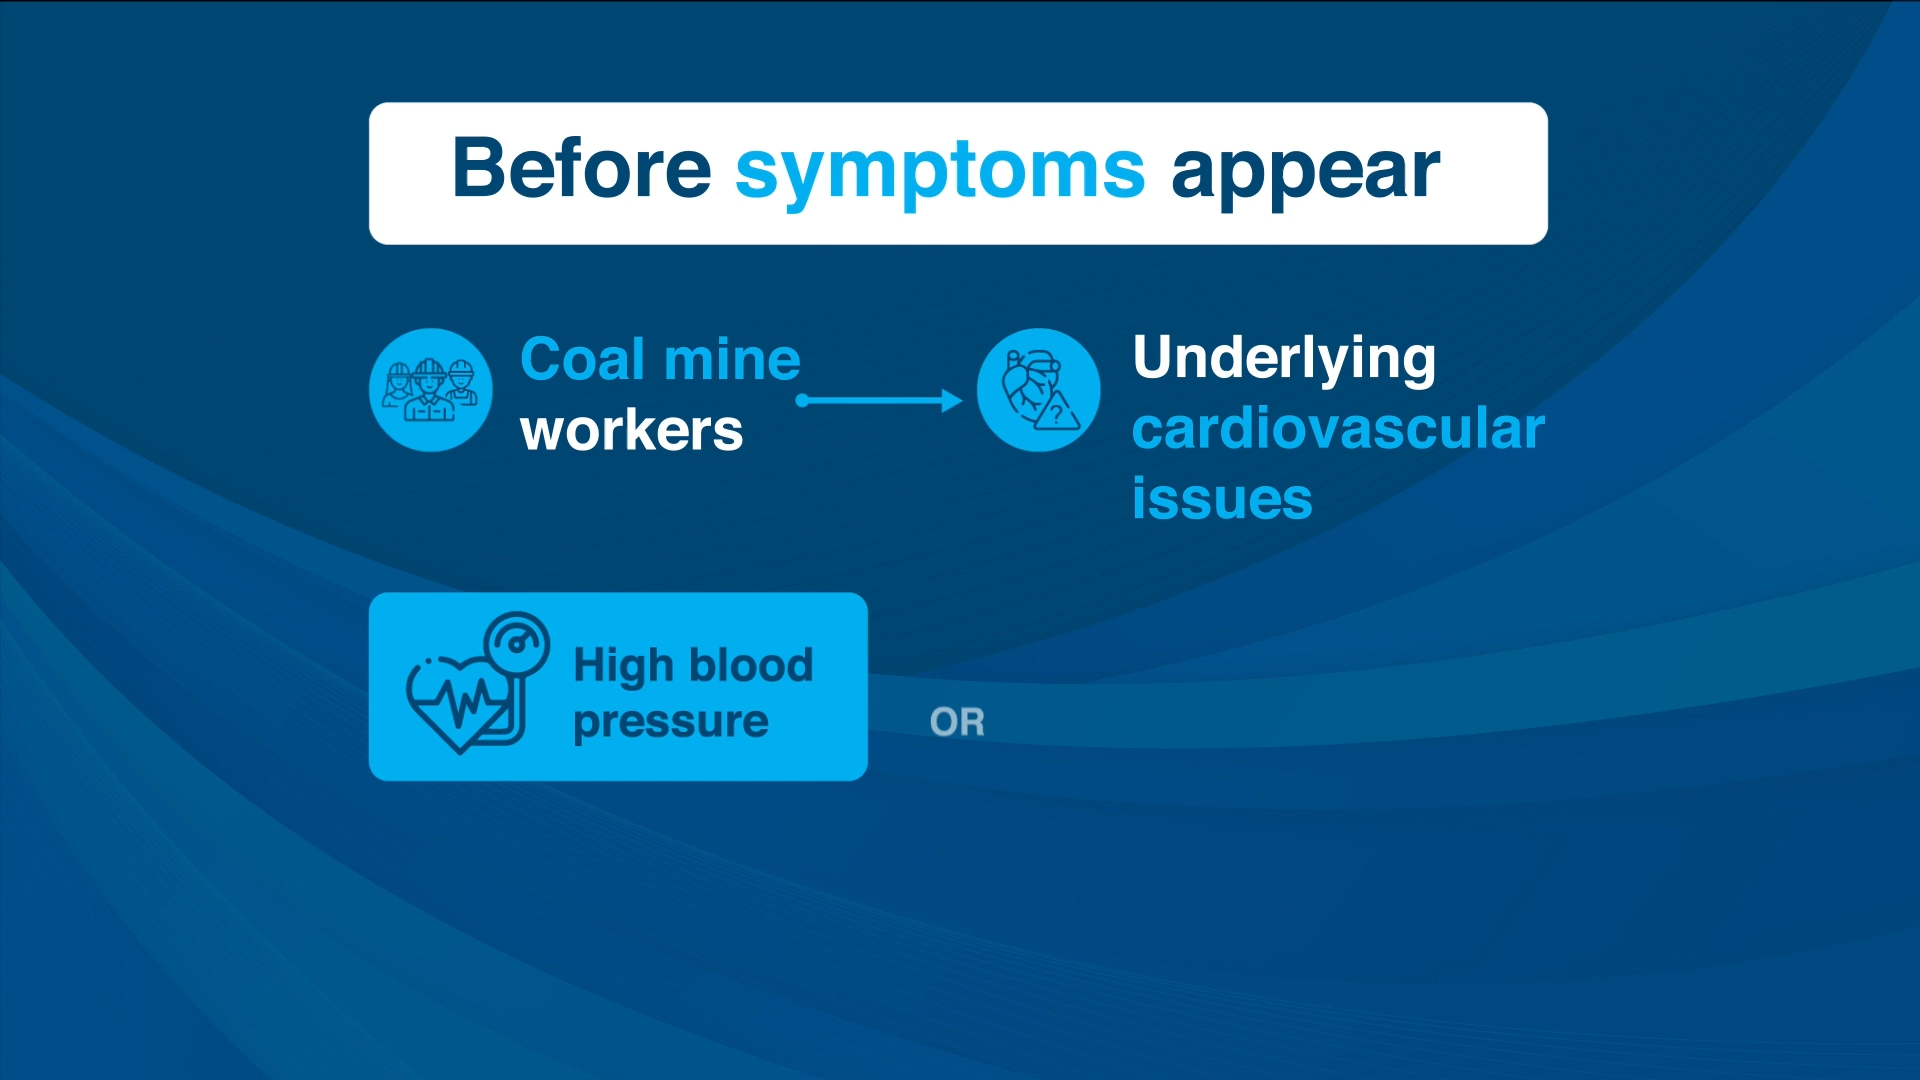 Before symptoms appear
Coal mine
workers
Underlying
cardiovascular
issues
?
High blood
pressure
OR